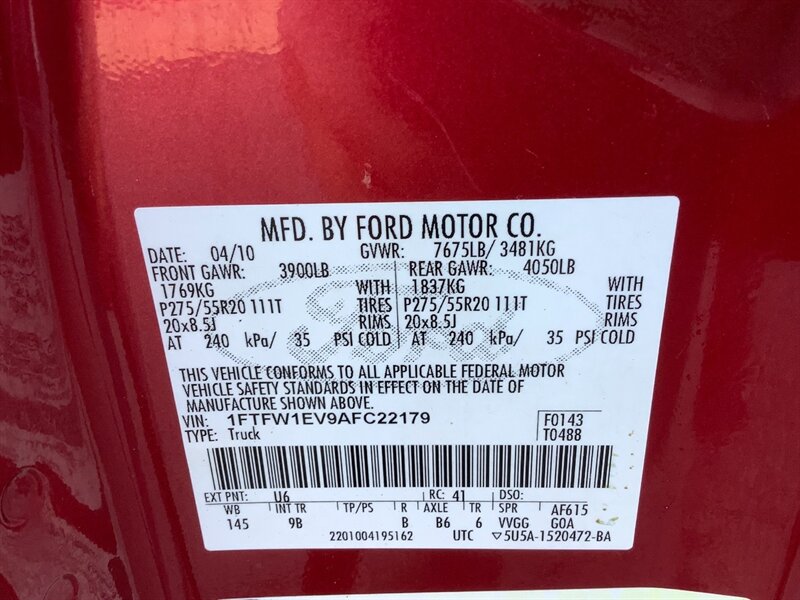 MFD. BY FORD MOTOR CO.
DATE: 04/10 GVWR: 7675LB/ 3481KG
FRONT GAWR: 3900LB REAR GAWR: 4050LB
1769KG WITH 1837KG WITH
P275/55R20 111T TIRES P275/55R20 111T TIRES
20x8.5J RIMS 20x8.5J RIMS
AT 240 kPa/ 35 PSI COLD AT 240 kPa/ 35 PSI COLD
Ford
THIS VEHICLE CONFORMS TO ALL APPLICABLE FEDERAL MOTOR
VEHICLE SAFETY STANDARDS IN EFFECT ON THE DATE OF
MANUFACTURE SHOWN ABOVE.
VIN: 1FTFW1EV9AFC22179 F0143
TYPE: Truck T0488
EXT PNT: U6 RC: 41 DSO:
WB INT TR TP/PS R AXLE TR SPR AF615
145 9B B B6 6 VVGG GOA
2201004195162 UTC ▽5U5A-1520472-BA